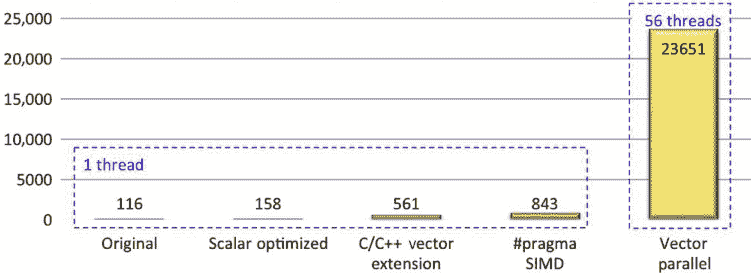 25,000
20,000
15,000
10,000
5000
0
56 threads
23651
1 thread
116
158
561
843
Original
Scalar optimized
C/C++ vector
extension
#pragma
SIMD
Vector
parallel